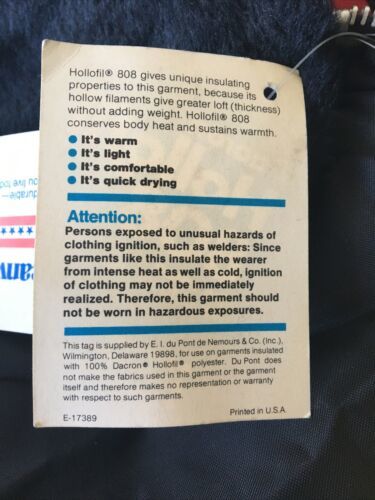 Hollofil® 808 gives unique insulating
properties to this garment, because its
hollow filaments give greater loft (thickness)
without adding weight. Hollofil® 808
conserves body heat and sustains warmth.
● It's warm
● It's light
● It's comfortable
● It's quick drying
Attention:
Persons exposed to unusual hazards of
clothing ignition, such as welders: Since
garments like this insulate the wearer
from intense heat as well as cold, ignition
of clothing may not be immediately
realized. Therefore, this garment should
not be worn in hazardous exposures.
This tag is supplied by E. I. du Pont de Nemours & Co. (Inc.),
Wilmington, Delaware 19898, for use on garments insulated
with 100% Dacron® Hollofil® polyester. Du Pont does
not make the fabrics used in this garment or the garment
itself and therefore makes no representation or warranty
with respect to such garments.
E-17389
Printed in U.S.A.